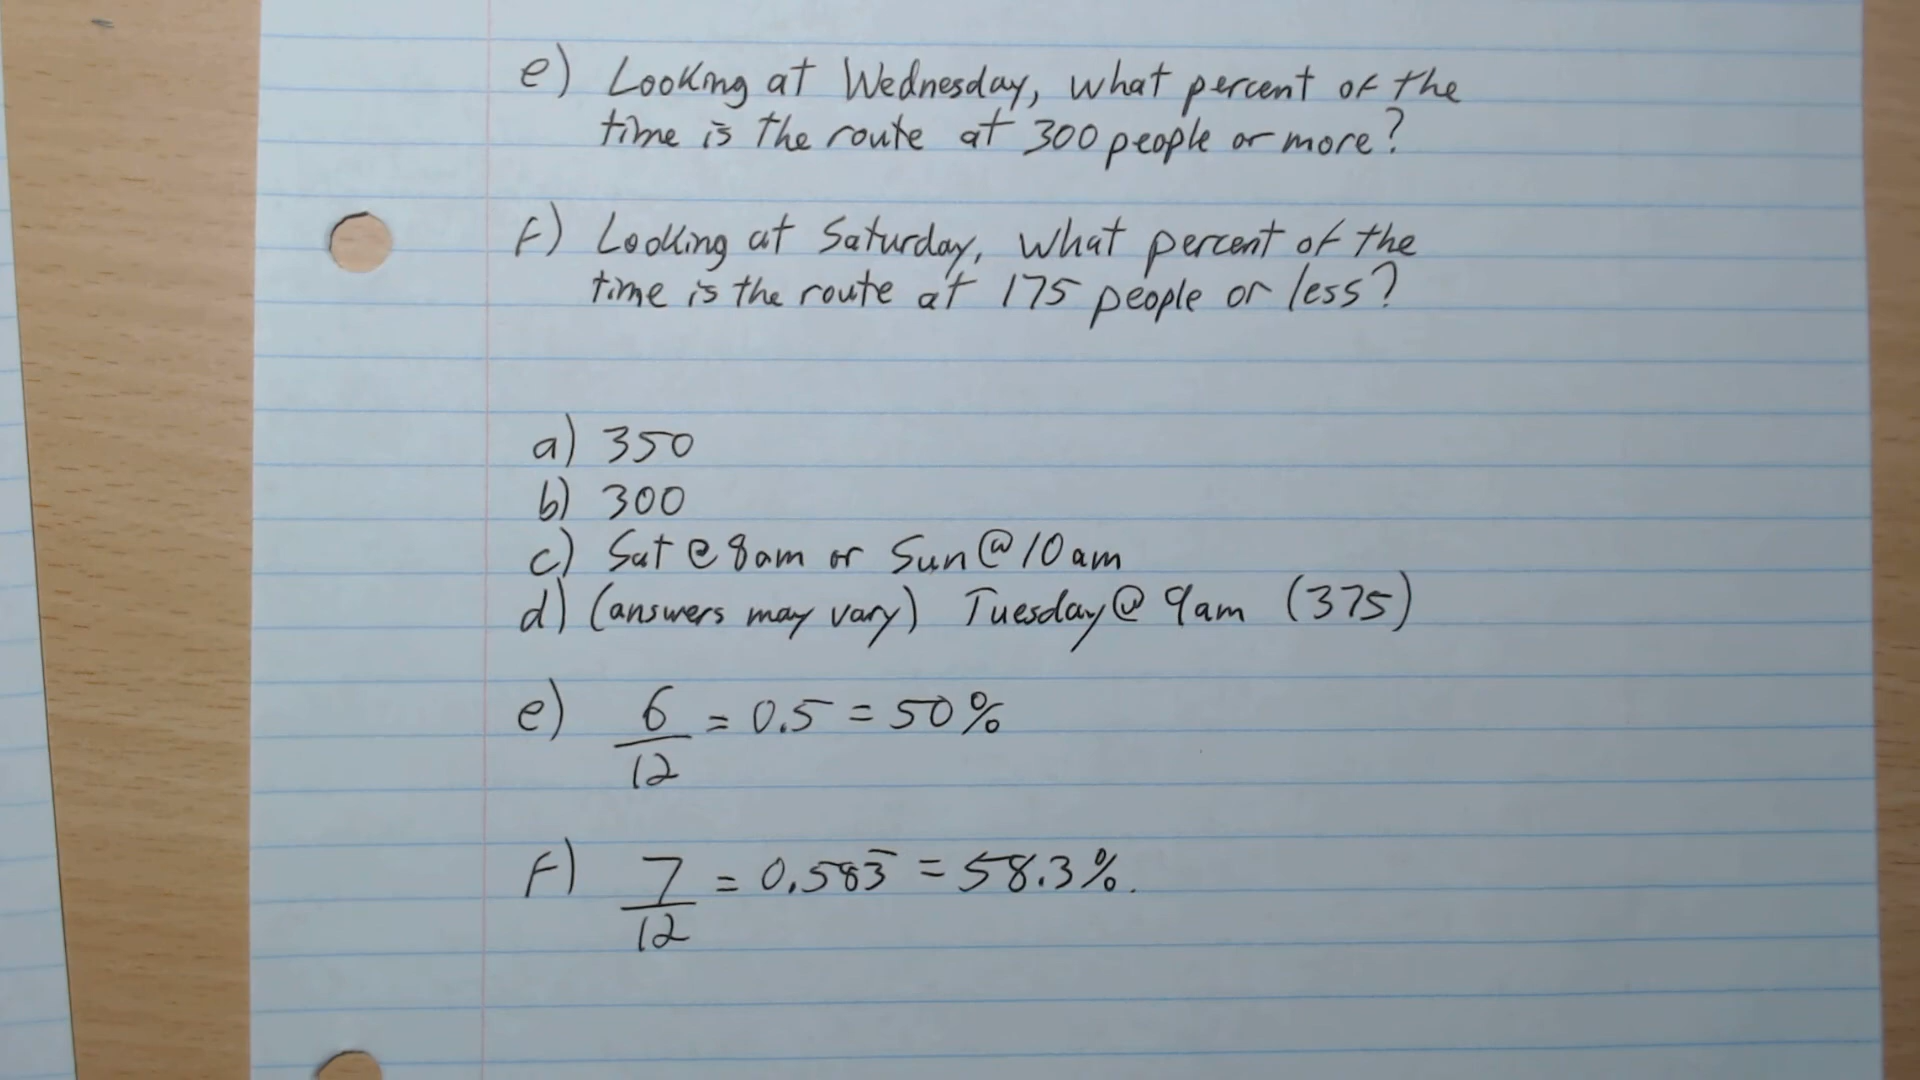 e) Looking at Wednesday, what percent of the
time is the route at 300 people or more?
f) Looking at Saturday, what percent of the
time is the route at 175 people or less?
a) 350
b) 300
c) Sat @ 8am or Sun @ 10am
d) (answers may vary) Tuesday @ 9am (375)
e) 6/12 = 0.5 = 50%
f) 7/12 = 0.583̅ = 58.3%.